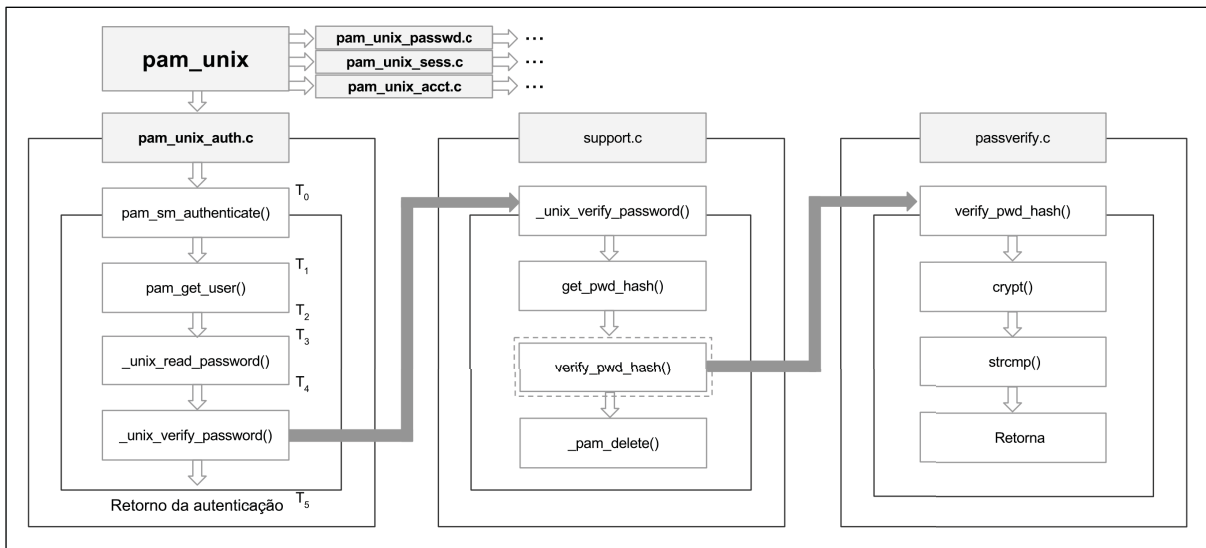 pam_unix
pam_unix_passwd.c ...
pam_unix_sess.c ...
pam_unix_acct.c ...
pam_unix_auth.c
pam_sm_authenticate()
T0
pam_get_user()
T1
T2
_unix_read_password()
T3
T4
_unix_verify_password()
Retorno da autenticação
T5
support.c
_unix_verify_password()
get_pwd_hash()
verify_pwd_hash()
_pam_delete()
passverify.c
verify_pwd_hash()
crypt()
strcmp()
Retorna